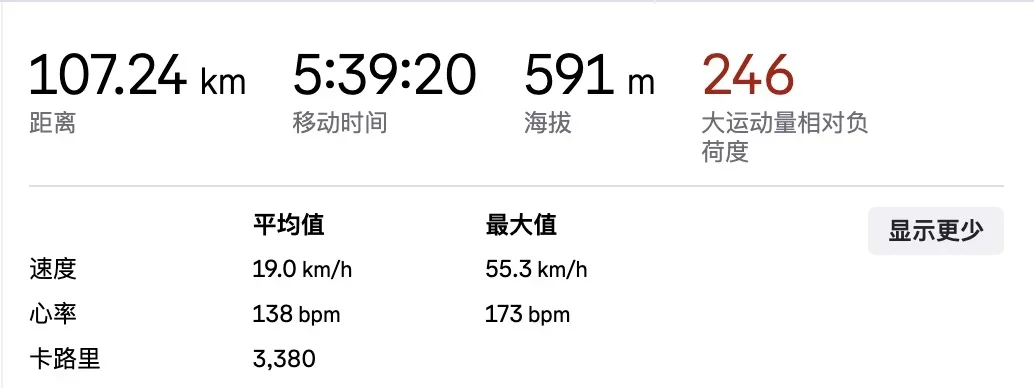 107.24 km 5:39:20 591 m 246
距离 移动时间 海拔 大运动量相对负
荷度
平均值 最大值 显示更少
速度 19.0 km/h 55.3 km/h
心率 138 bpm 173 bpm
卡路里 3,380